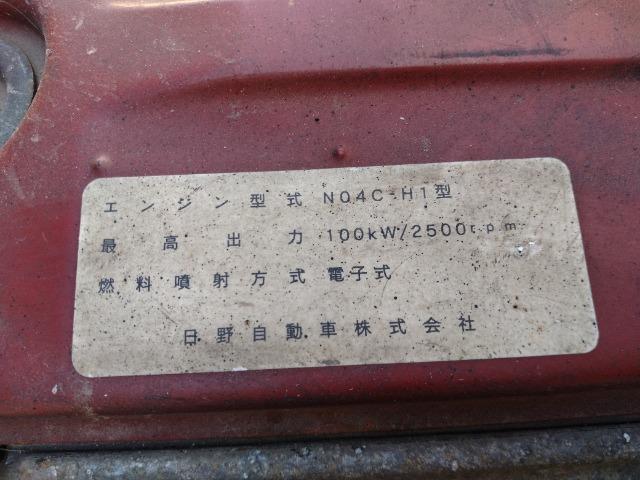 エンジン型式 N04C-H1型
最高出力 100kW/2500r.p.m
燃料噴射方式 電子式
日野自動車株式会社